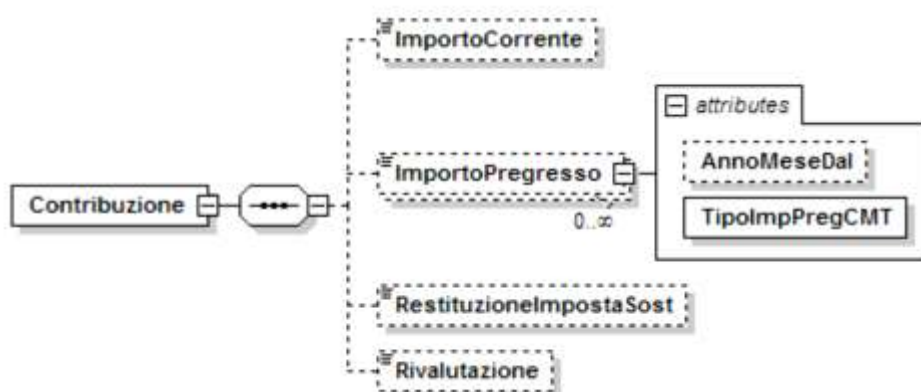 ImportoCorrente
attributes
AnnoMeseDal
ImportoPregresso
Contribuzione
TipoImpPregCMT
0..∞
RestituzioneImpostaSost
Rivalutazione